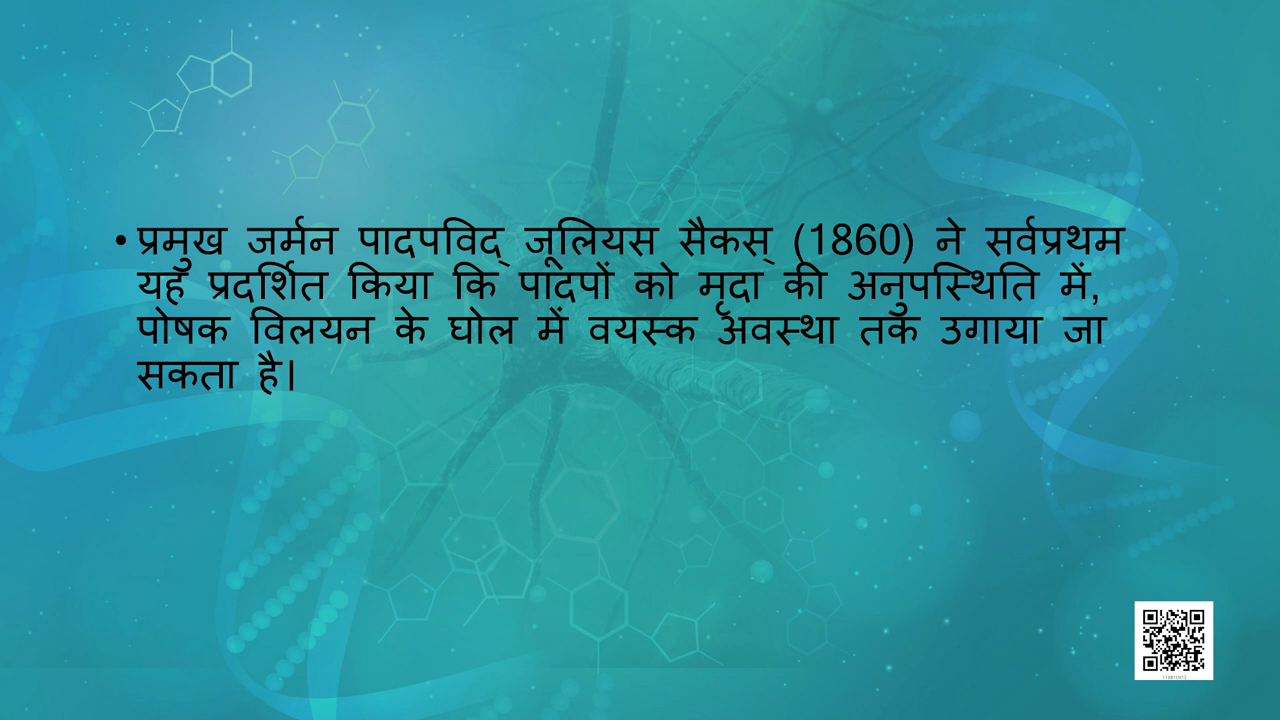 • प्रमुख जर्मन पादपविद् जूलियस सैकस् (1860) ने सर्वप्रथम
यह प्रदर्शित किया कि पादपों को मृदा की अनुपस्थिति में,
पोषक विलयन के घोल में वयस्क अवस्था तक उगाया जा
सकता है।